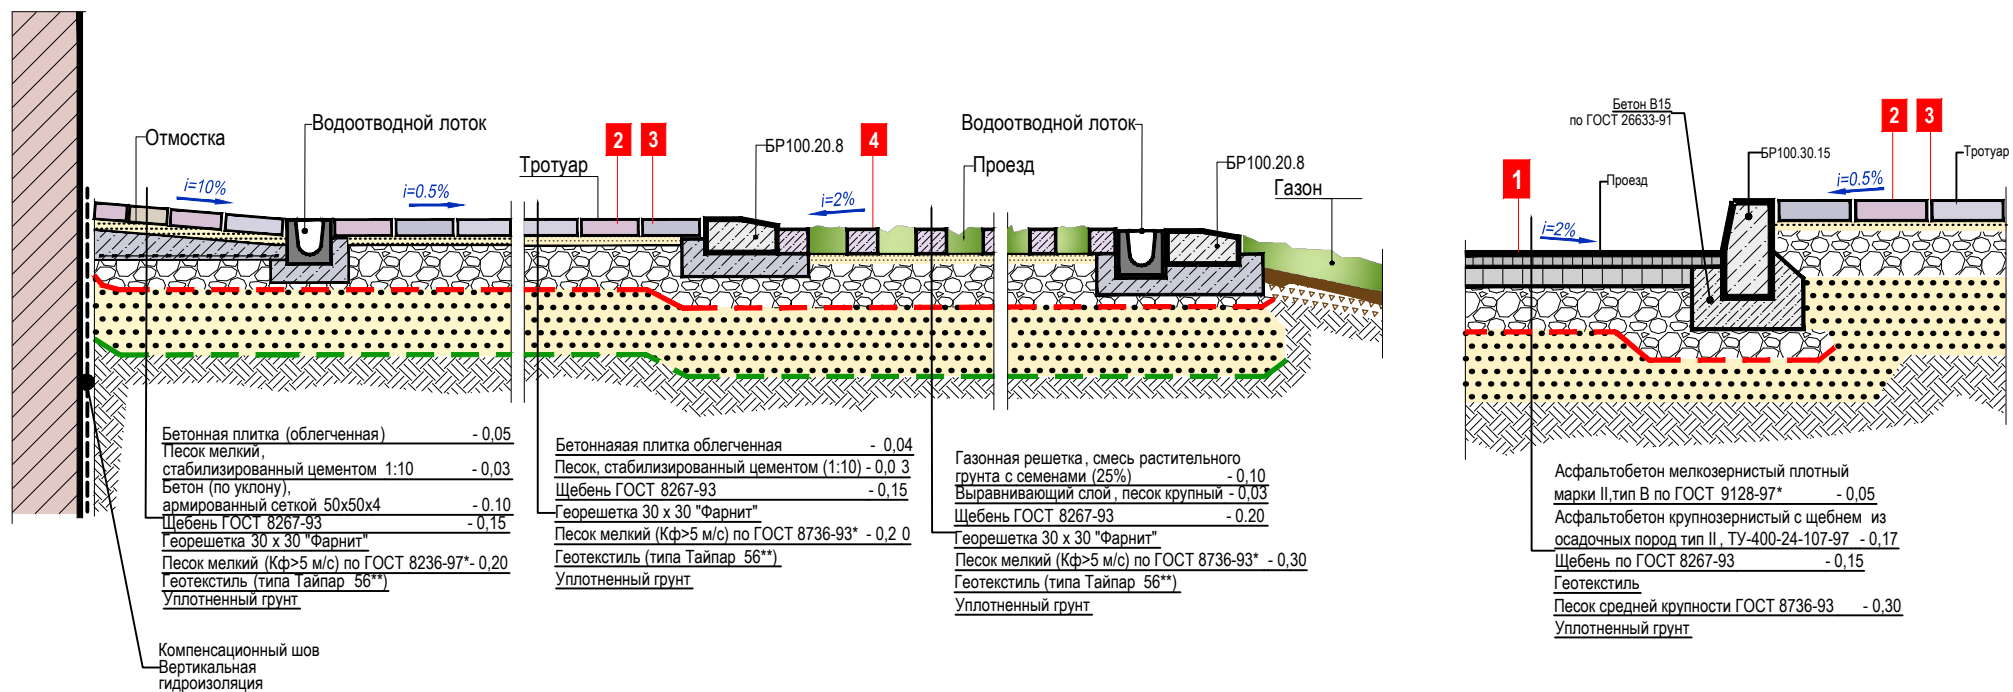 Отмостка
i=10%
Водоотводной лоток
i=0.5%
Тротуар
2
3
БР100.20.8
4
i=2%
Проезд
Водоотводной лоток
БР100.20.8
Газон
Бетон В15
по ГОСТ 26633-91
1
i=2%
Проезд
БР100.30.15
2
3
i=0.5%
Тротуар
Бетонная плитка (облегченная) - 0,05
Песок мелкий,
стабилизированный цементом 1:10 - 0,03
Бетон (по уклону),
армированный сеткой 50х50х4 - 0.10
Щебень ГОСТ 8267-93 - 0,15
Георешетка 30 х 30 "Фарнит"
Песок мелкий (Кф>5 м/с) по ГОСТ 8236-97*- 0,20
Геотекстиль (типа Тайпар 56**)
Уплотненный грунт
Компенсационный шов
Вертикальная
гидроизоляция
Бетоннаяая плитка облегченная - 0,04
Песок, стабилизированный цементом (1:10) - 0,0 3
Щебень ГОСТ 8267-93 - 0,15
Георешетка 30 х 30 "Фарнит"
Песок мелкий (Кф>5 м/с) по ГОСТ 8736-93* - 0,2 0
Геотекстиль (типа Тайпар 56**)
Уплотненный грунт
Газонная решетка, смесь растительного
грунта с семенами (25%) - 0,10
Выравнивающий слой, песок крупный - 0,03
Щебень ГОСТ 8267-93 - 0.20
Георешетка 30 х 30 "Фарнит"
Песок мелкий (Кф>5 м/с) по ГОСТ 8736-93* - 0,30
Геотекстиль (типа Тайпар 56**)
Уплотненный грунт
Асфальтобетон мелкозернистый плотный
марки II,тип В по ГОСТ 9128-97* - 0,05
Асфальтобетон крупнозернистый с щебнем из
осадочных пород тип II, ТУ-400-24-107-97 - 0,17
Щебень по ГОСТ 8267-93 - 0,15
Геотекстиль
Песок средней крупности ГОСТ 8736-93 - 0,30
Уплотненный грунт